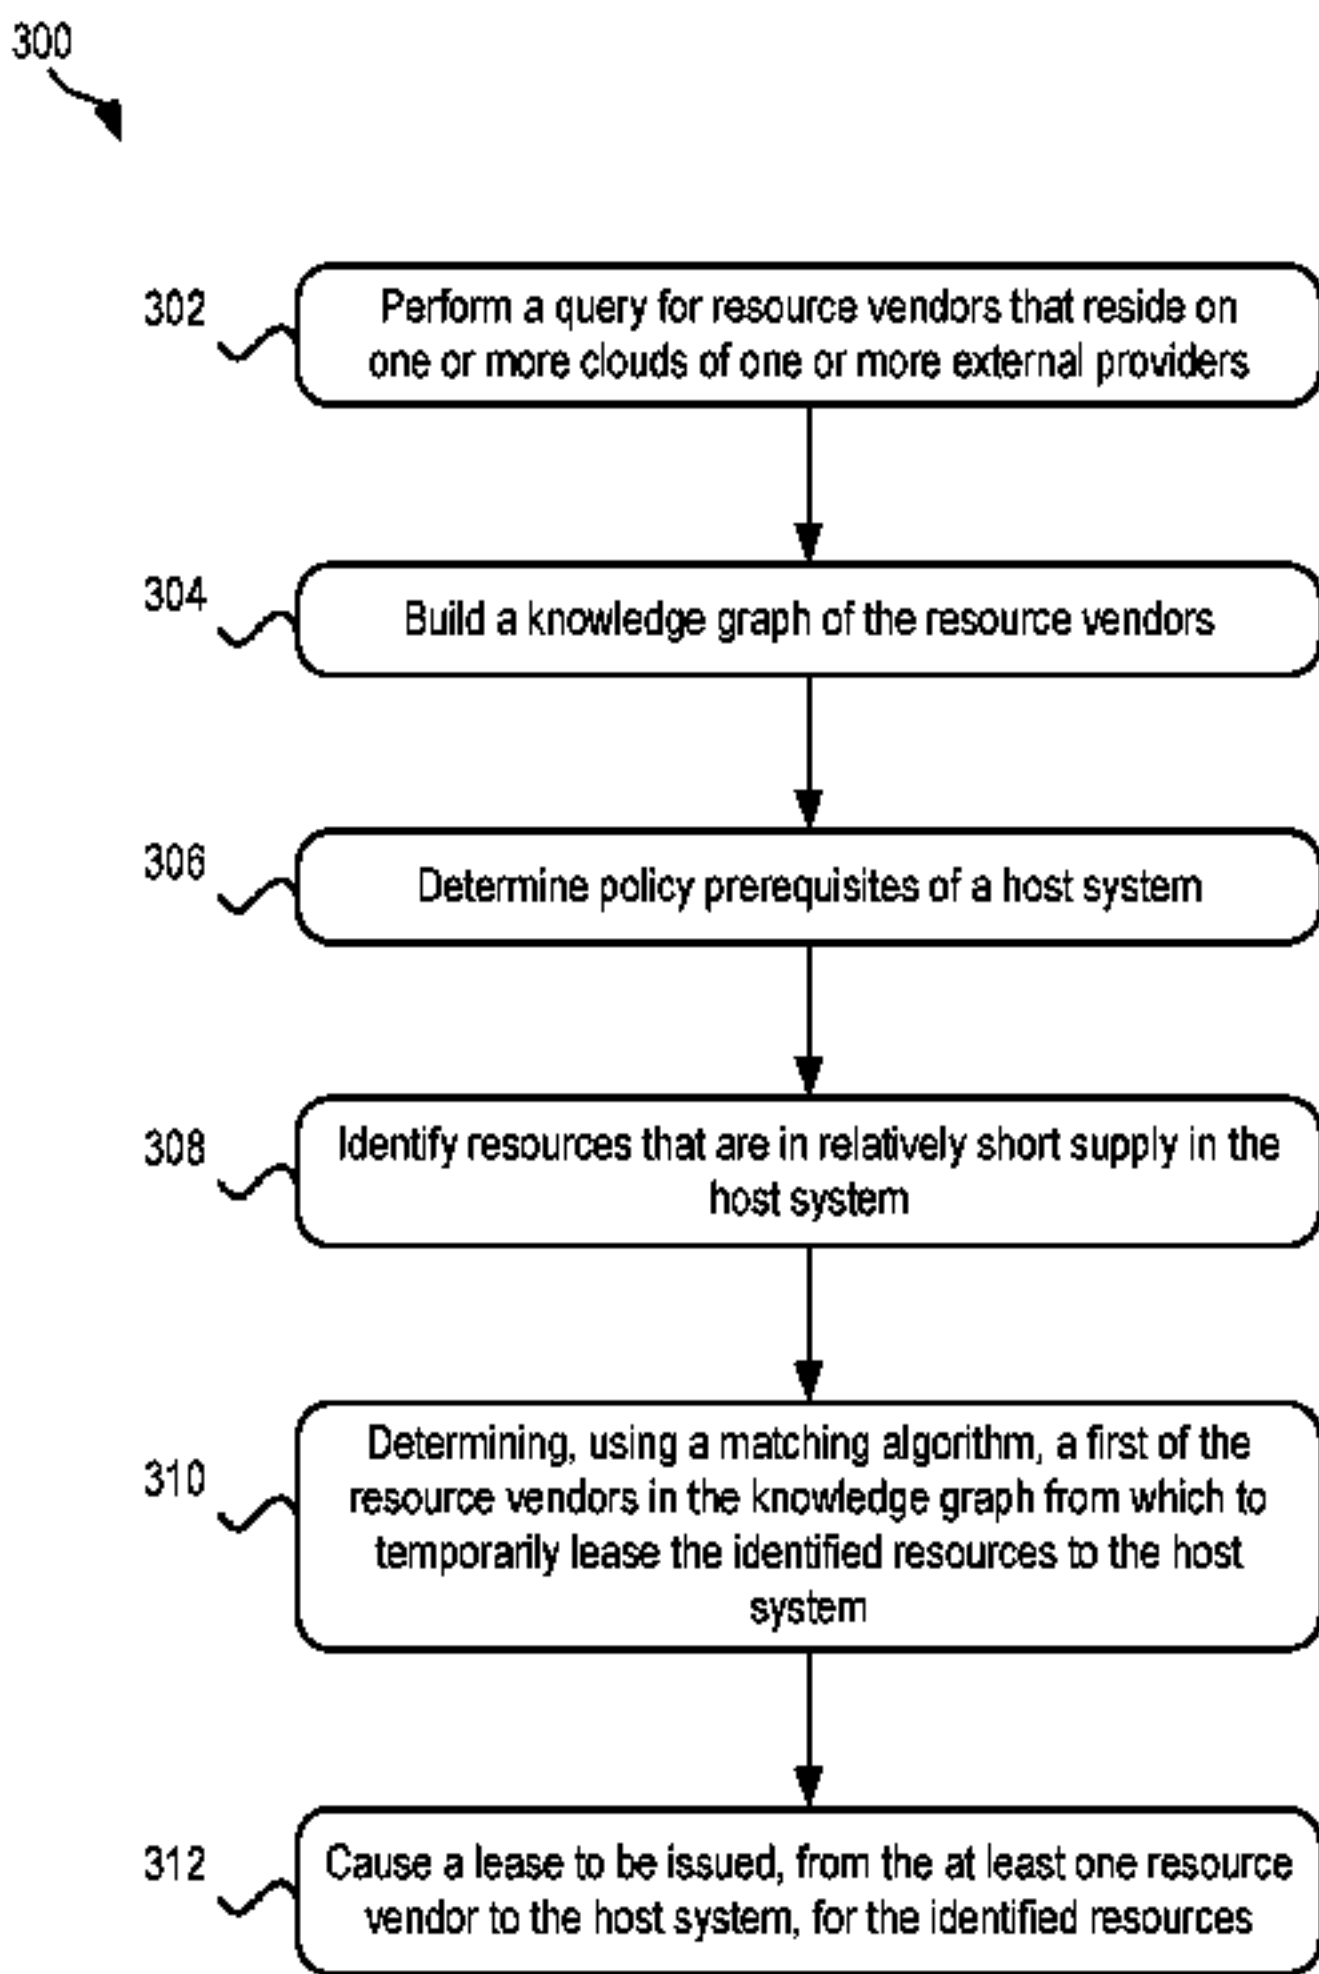 300
302
Perform a query for resource vendors that reside on
one or more clouds of one or more external providers
304
Build a knowledge graph of the resource vendors
306
Determine policy prerequisites of a host system
308
Identify resources that are in relatively short supply in the
host system
310
Determining, using a matching algorithm, a first of the
resource vendors in the knowledge graph from which to
temporarily lease the identified resources to the host
system
312
Cause a lease to be issued, from the at least one resource
vendor to the host system, for the identified resources